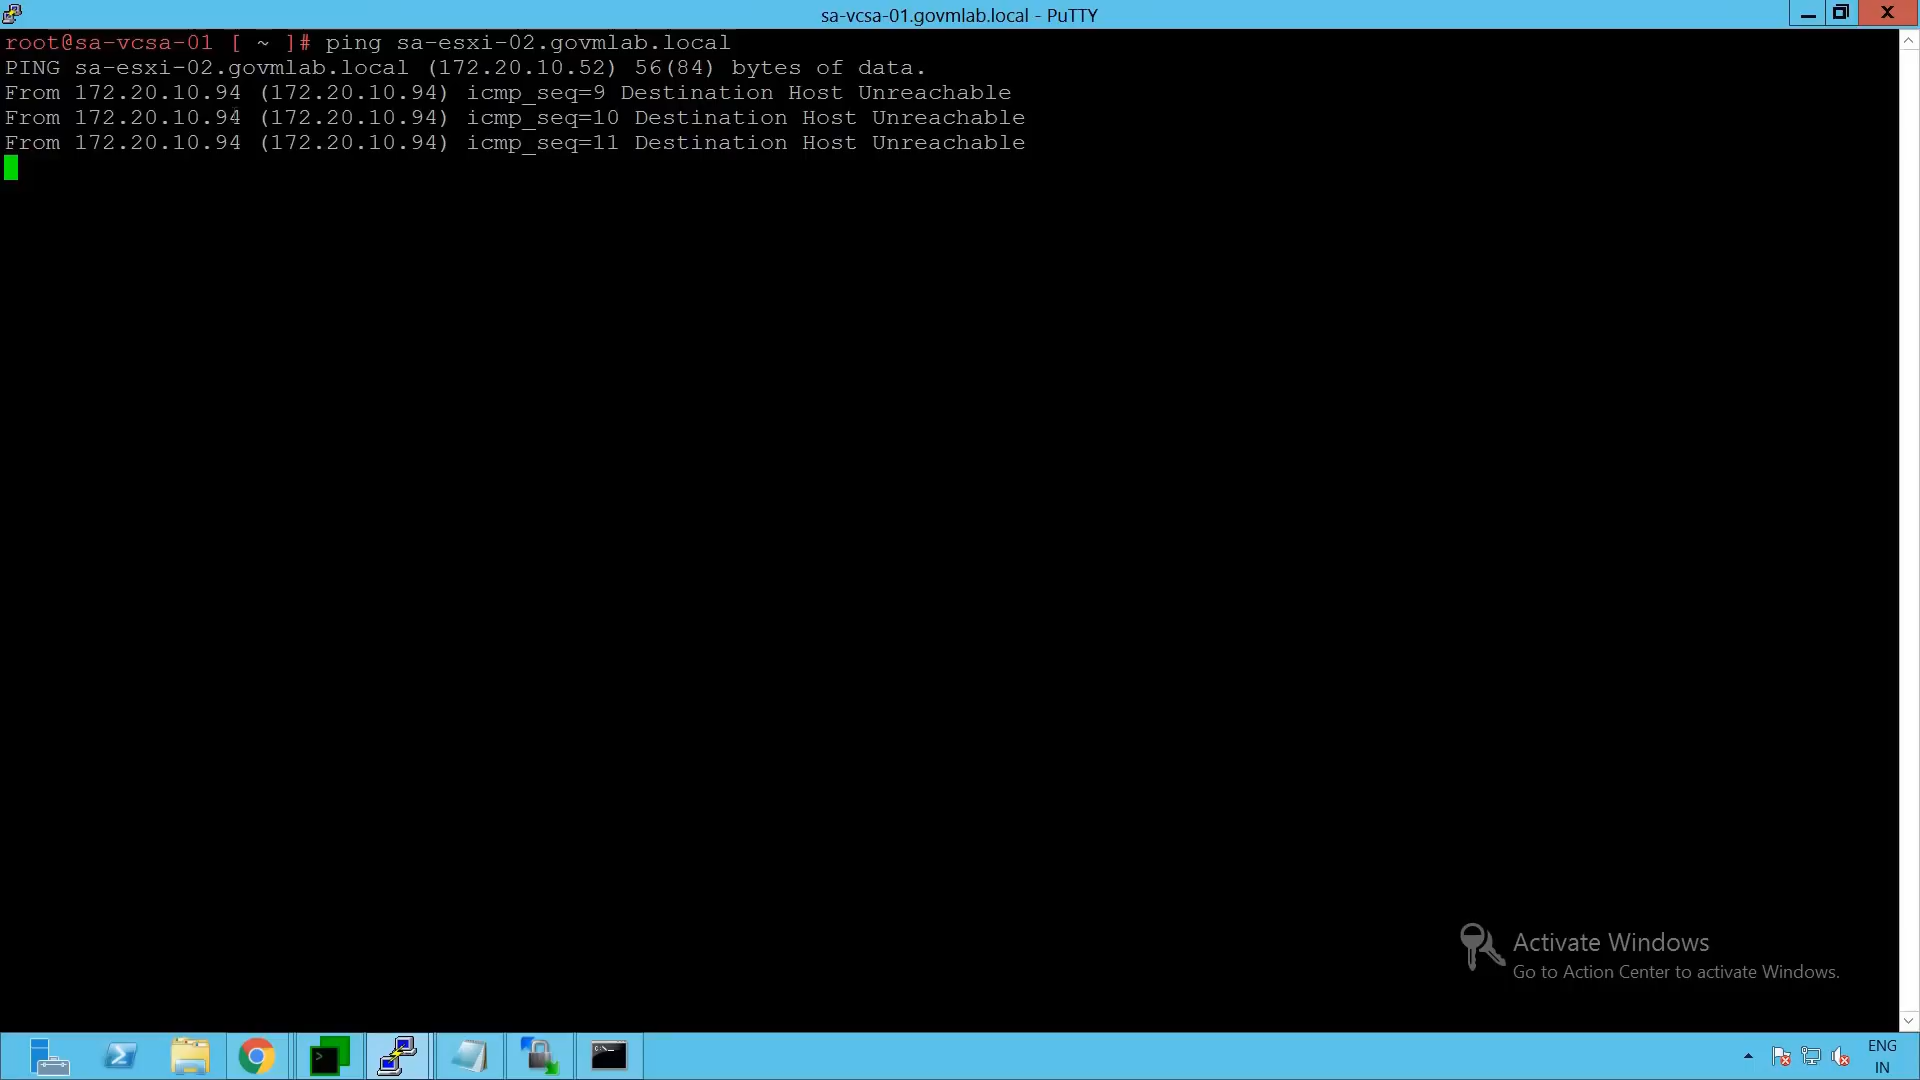 sa-vcsa-01.govmlab.local - PuTTY
root@sa-vcsa-01 [ ~ ]# ping sa-esxi-02.govmlab.local
PING sa-esxi-02.govmlab.local (172.20.10.52) 56(84) bytes of data.
From 172.20.10.94 (172.20.10.94) icmp_seq=9 Destination Host Unreachable
From 172.20.10.94 (172.20.10.94) icmp_seq=10 Destination Host Unreachable
From 172.20.10.94 (172.20.10.94) icmp_seq=11 Destination Host Unreachable
Activate Windows
Go to Action Center to activate Windows.
ENG
IN